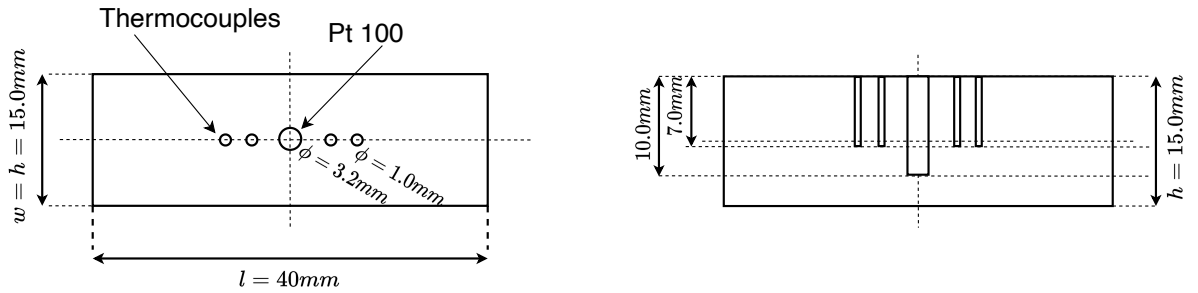 Thermocouples
Pt 100
w = h = 15.0mm
ϕ = 3.2mm
ϕ = 1.0mm
l = 40mm
10.0mm
7.0mm
h = 15.0mm